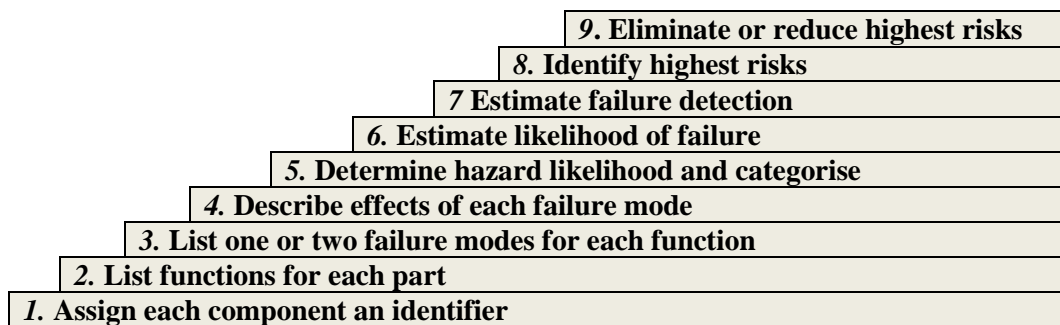 9. Eliminate or reduce highest risks
8. Identify highest risks
7 Estimate failure detection
6. Estimate likelihood of failure
5. Determine hazard likelihood and categorise
4. Describe effects of each failure mode
3. List one or two failure modes for each function
2. List functions for each part
1. Assign each component an identifier